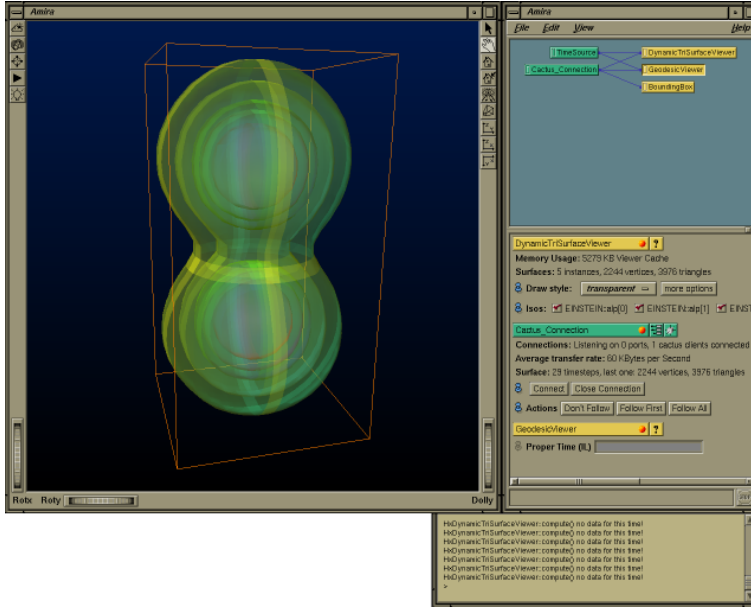 Amira
Rotx Roty
Dolly
Amira
File Edit View Help
TimeSource
DynamicTriSurfaceViewer
Cactus_Connection
GeodesicViewer
BoundingBox
DynamicTriSurfaceViewer ?
Memory Usage: 5279 KB Viewer Cache
Surfaces: 5 instances, 2244 vertices, 3976 triangles
Draw style: transparent more options
Isos: EINSTEIN::alp[0] EINSTEIN::alp[1] EINST
Cactus_Connection
Connections: Listening on 0 ports, 1 cactus clients connected
Average transfer rate: 60 KBytes per Second
Surface: 29 timesteps, last one: 2244 vertices, 3976 triangles
Connect Close Connection
Actions Don't Follow Follow First Follow All
GeodesicViewer ?
Proper Time (IL)
HxDynamicTriSurfaceViewer::compute() no data for this time!
HxDynamicTriSurfaceViewer::compute() no data for this time!
HxDynamicTriSurfaceViewer::compute() no data for this time!
HxDynamicTriSurfaceViewer::compute() no data for this time!
HxDynamicTriSurfaceViewer::compute() no data for this time!
HxDynamicTriSurfaceViewer::compute() no data for this time!
HxDynamicTriSurfaceViewer::compute() no data for this time!
>